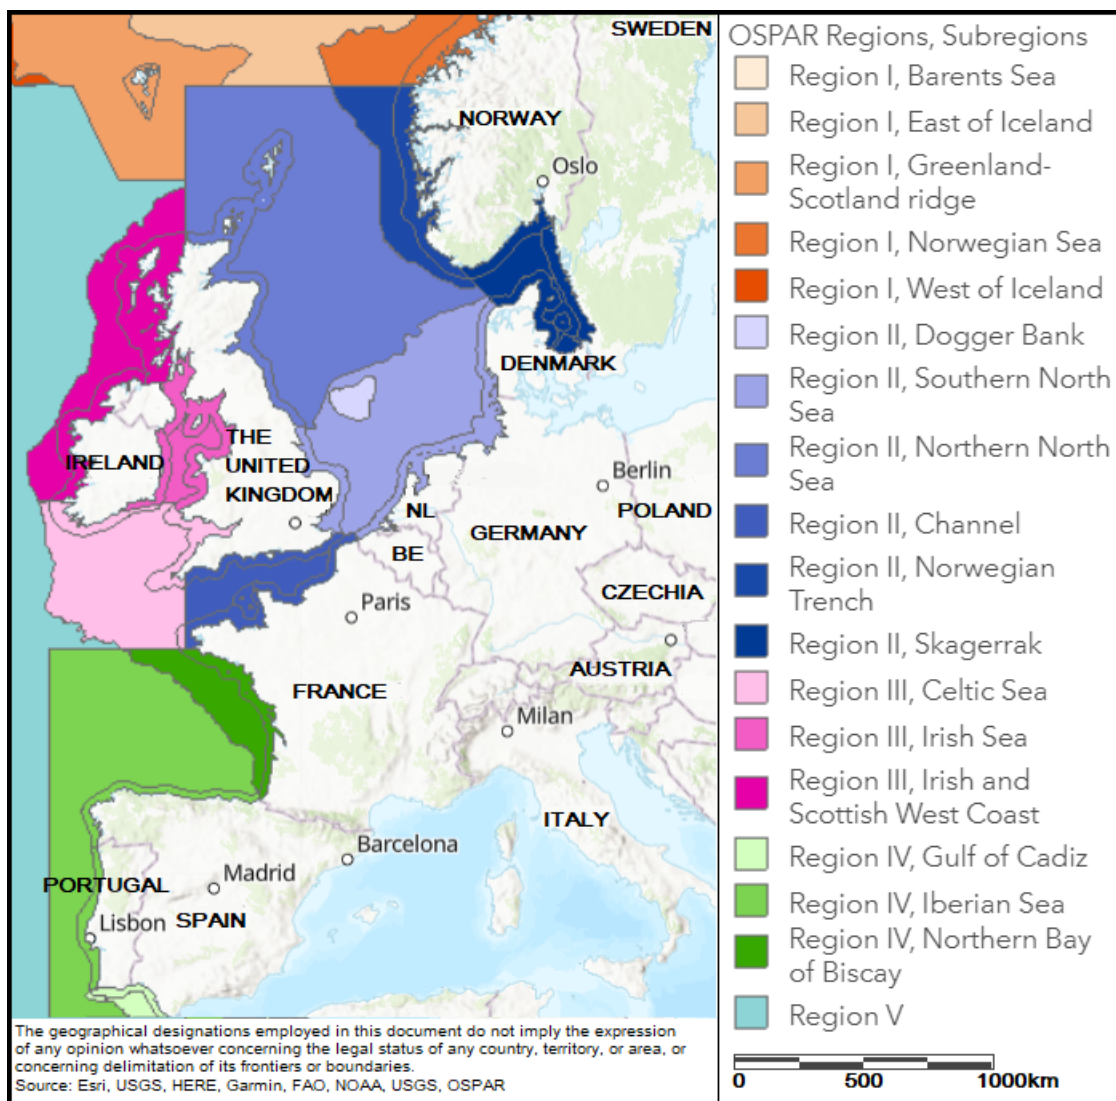 SWEDEN
NORWAY
Oslo
DENMARK
THE
UNITED
KINGDOM
IRELAND
Berlin
NL
POLAND
GERMANY
BE
CZECHIA
Paris
AUSTRIA
FRANCE
Milan
ITALY
Barcelona
Madrid
PORTUGAL
SPAIN
Lisbon
The geographical designations employed in this document do not imply the expression
of any opinion whatsoever concerning the legal status of any country, territory, or area, or
concerning delimitation of its frontiers or boundaries.
Source: Esri, USGS, HERE, Garmin, FAO, NOAA, USGS, OSPAR
OSPAR Regions, Subregions
Region I, Barents Sea
Region I, East of Iceland
Region I, Greenland-
Scotland ridge
Region I, Norwegian Sea
Region I, West of Iceland
Region II, Dogger Bank
Region II, Southern North
Sea
Region II, Northern North
Sea
Region II, Channel
Region II, Norwegian
Trench
Region II, Skagerrak
Region III, Celtic Sea
Region III, Irish Sea
Region III, Irish and
Scottish West Coast
Region IV, Gulf of Cadiz
Region IV, Iberian Sea
Region IV, Northern Bay
of Biscay
Region V
0 500 1000km